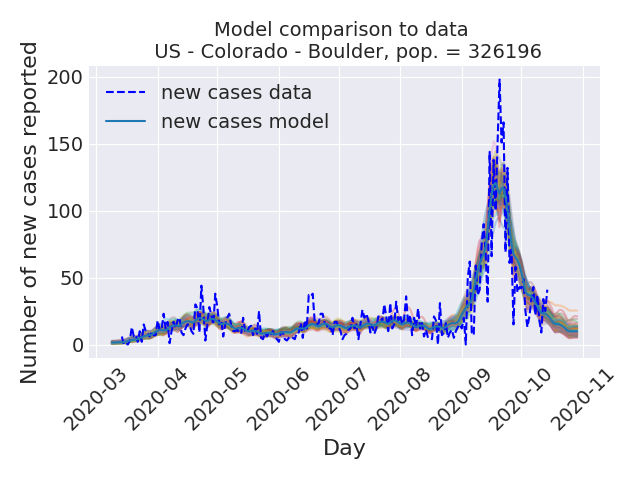 Model comparison to data
US - Colorado - Boulder, pop. = 326196
Number of new cases reported
200
150
100
50
0
new cases data
new cases model
2020-03
2020-04
2020-05
2020-06
2020-07
2020-08
2020-09
2020-10
2020-11
Day